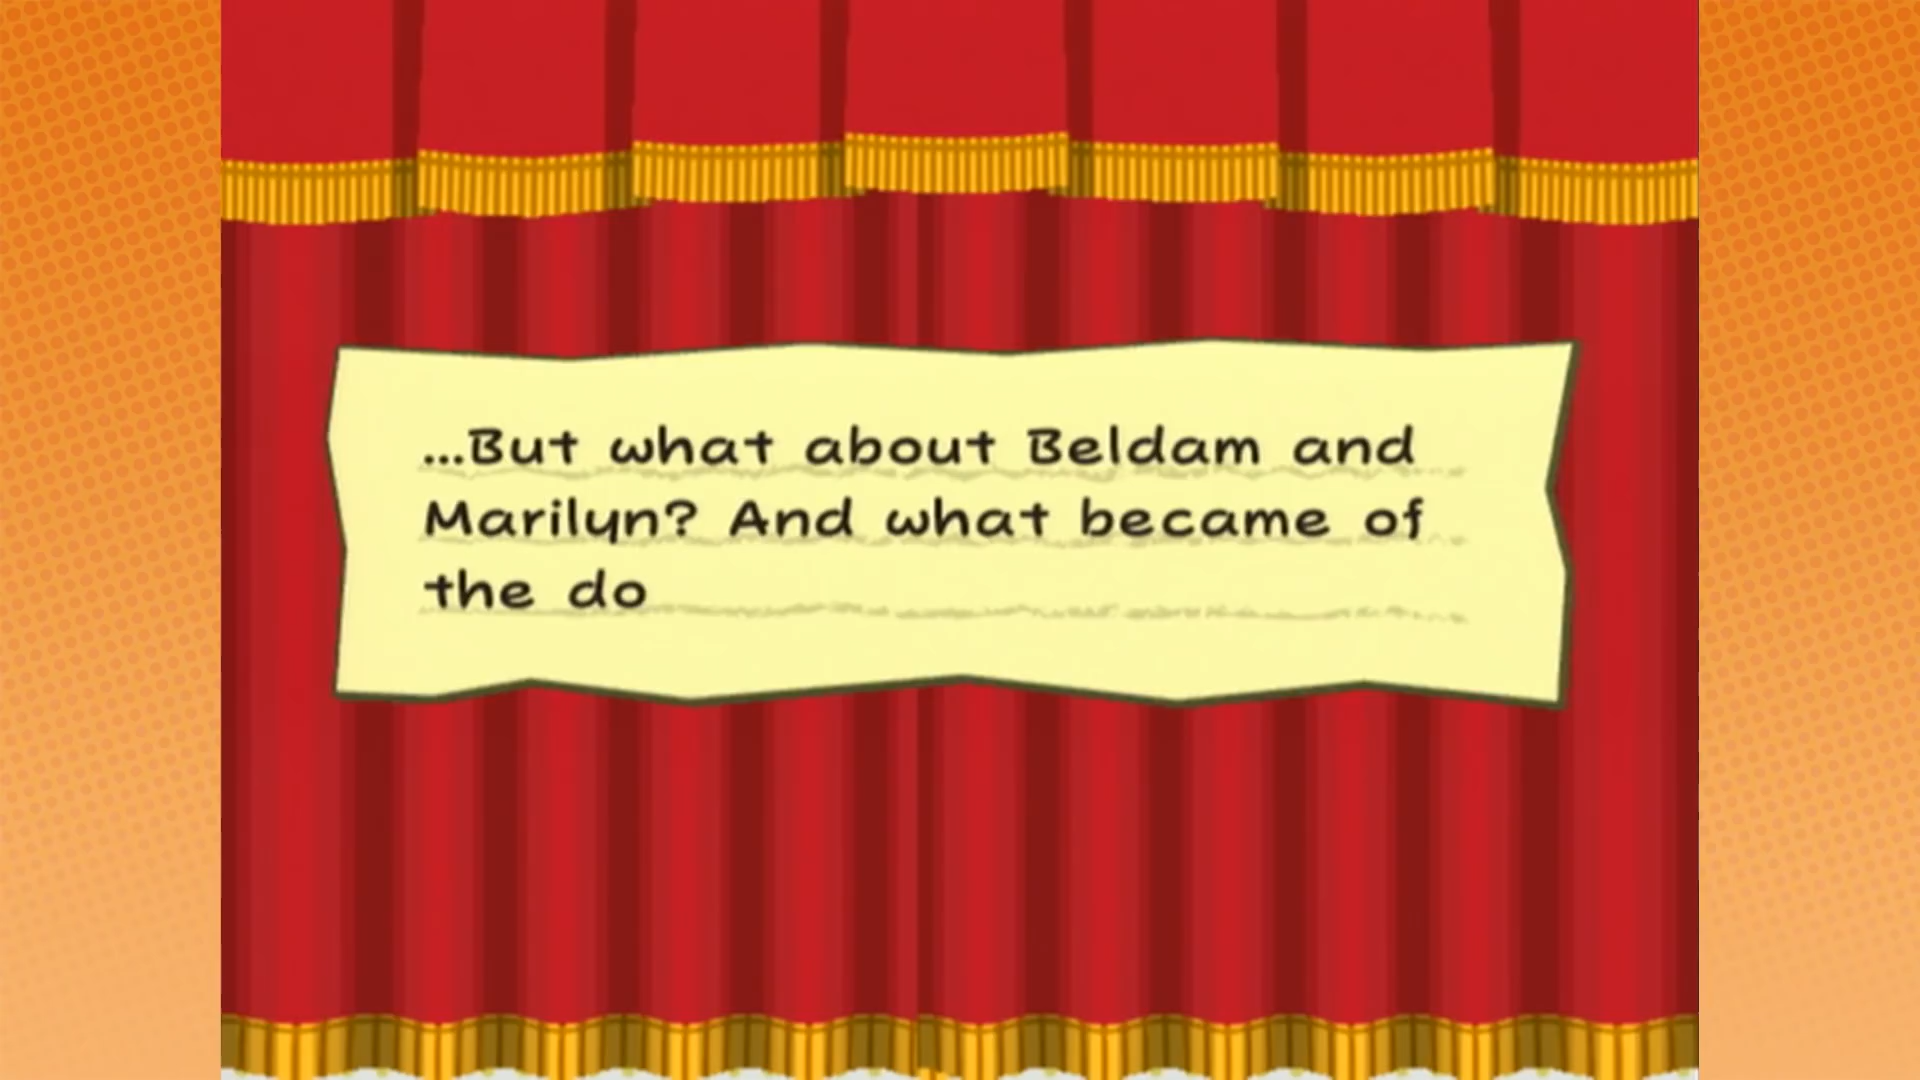 ...But what about Beldam and
Marilyn? And what became of
the do